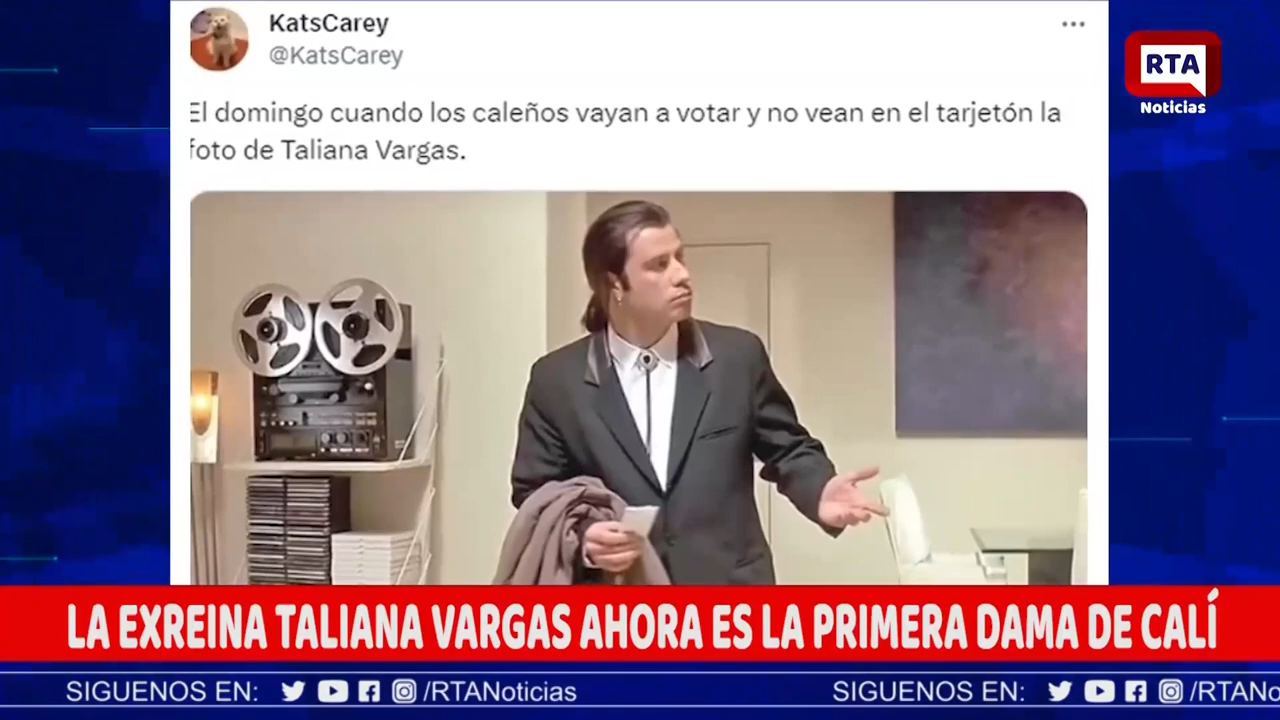 KatsCarey
@KatsCarey
El domingo cuando los caleños vayan a votar y no vean en el tarjetón la
foto de Taliana Vargas.
RTA
Noticias
LA EXREINA TALIANA VARGAS AHORA ES LA PRIMERA DAMA DE CALÍ
SIGUENOS EN: /RTANoticias SIGUENOS EN: /RTANo